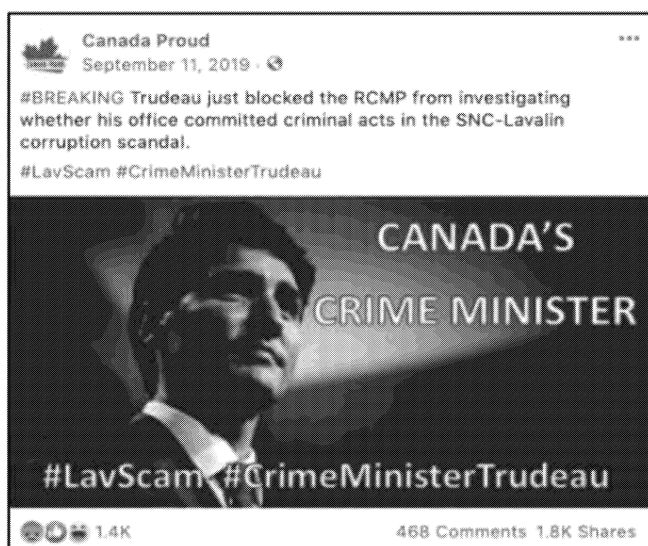 Canada Proud
September 11, 2019 ·
#BREAKING Trudeau just blocked the RCMP from investigating
whether his office committed criminal acts in the SNC-Lavalin
corruption scandal.
#LavScam #CrimeMinisterTrudeau
CANADA'S
CRIME MINISTER
#LavScam #CrimeMinisterTrudeau
1.4K 468 Comments 1.8K Shares